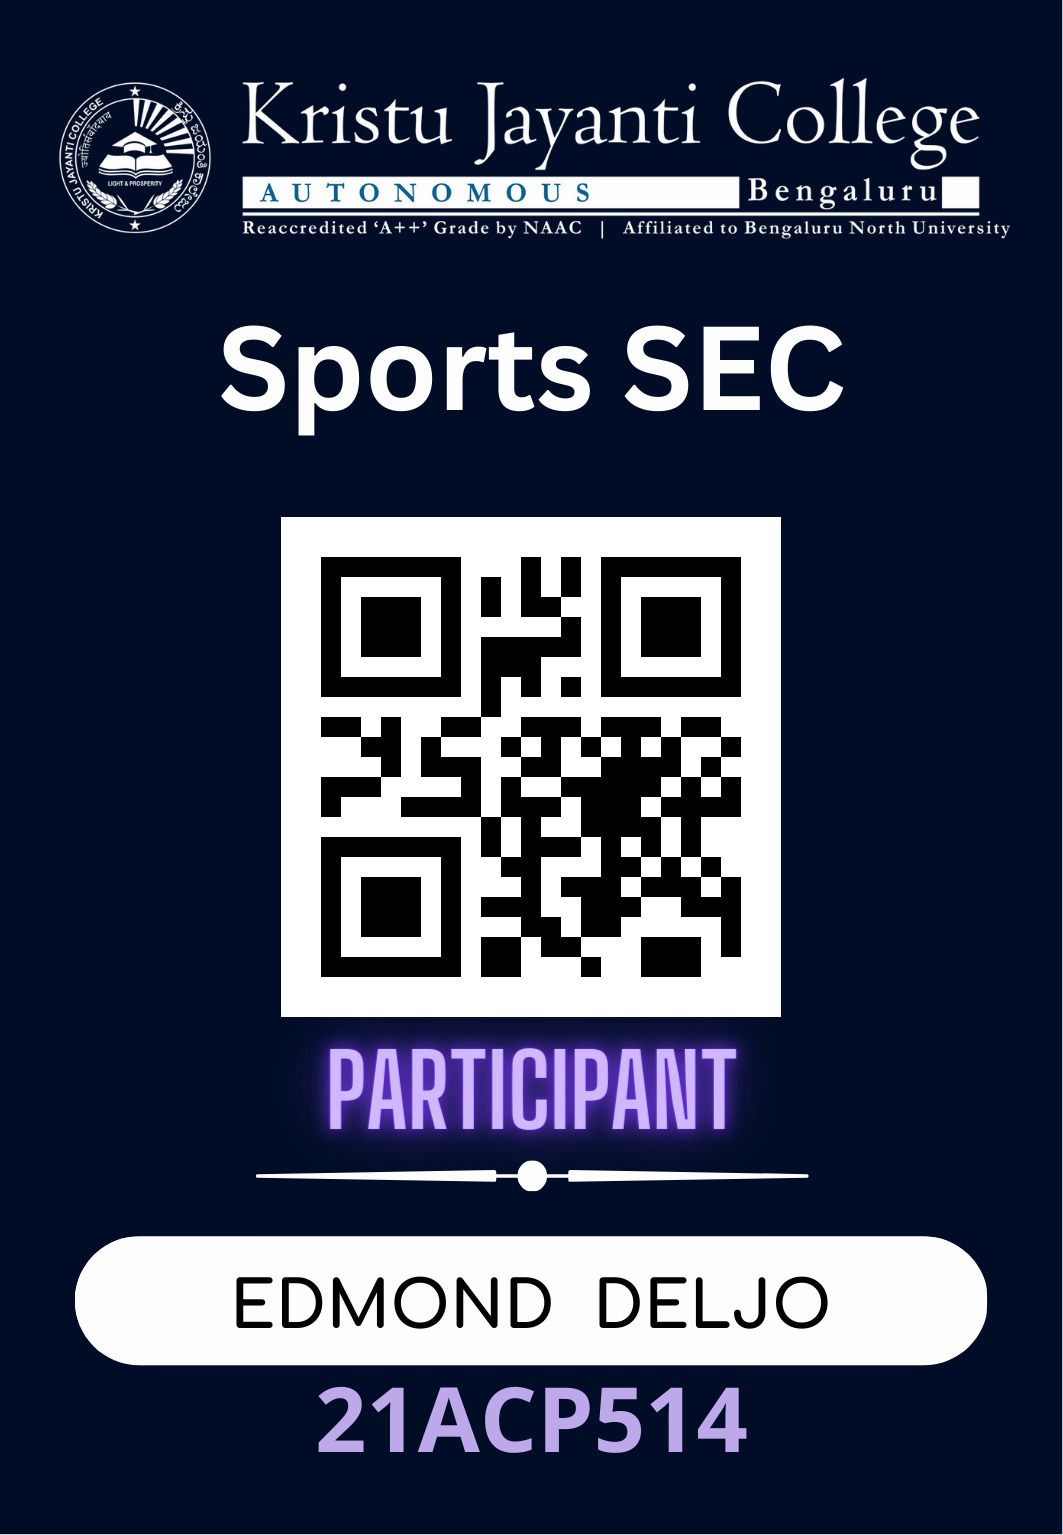 Kristu Jayanti College
AUTONOMOUS Bengaluru
Reaccredited ‘A++’ Grade by NAAC | Affiliated to Bengaluru North University
KRISTU JAYANTI COLLEGE
LIGHT & PROSPERITY
Sports SEC
PARTICIPANT
EDMOND DELJO
21ACP514